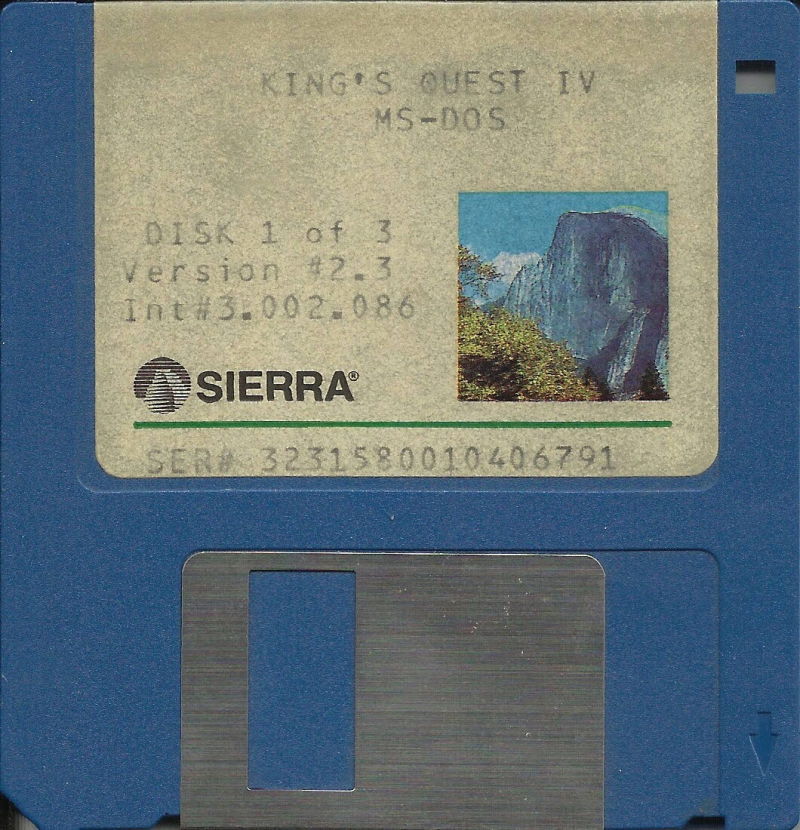 KING'S QUEST IV
MS-DOS
DISK 1 of 3
Version #2.3
Int#3.002.086
SIERRA®
SER# 3231580010406791